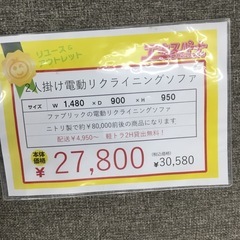 リユース&
アウトレット
2人掛け電動リクライニングソファ
サイズ W 1,480 × D 900 × H 950
ファブリックの電動リクライニングソファ
ニトリ製で約¥80,000前後の商品になります。
配送¥4,950~ 軽トラ2H貸出無料!
本体価格 ¥27,800 (税込価格) ¥30,580